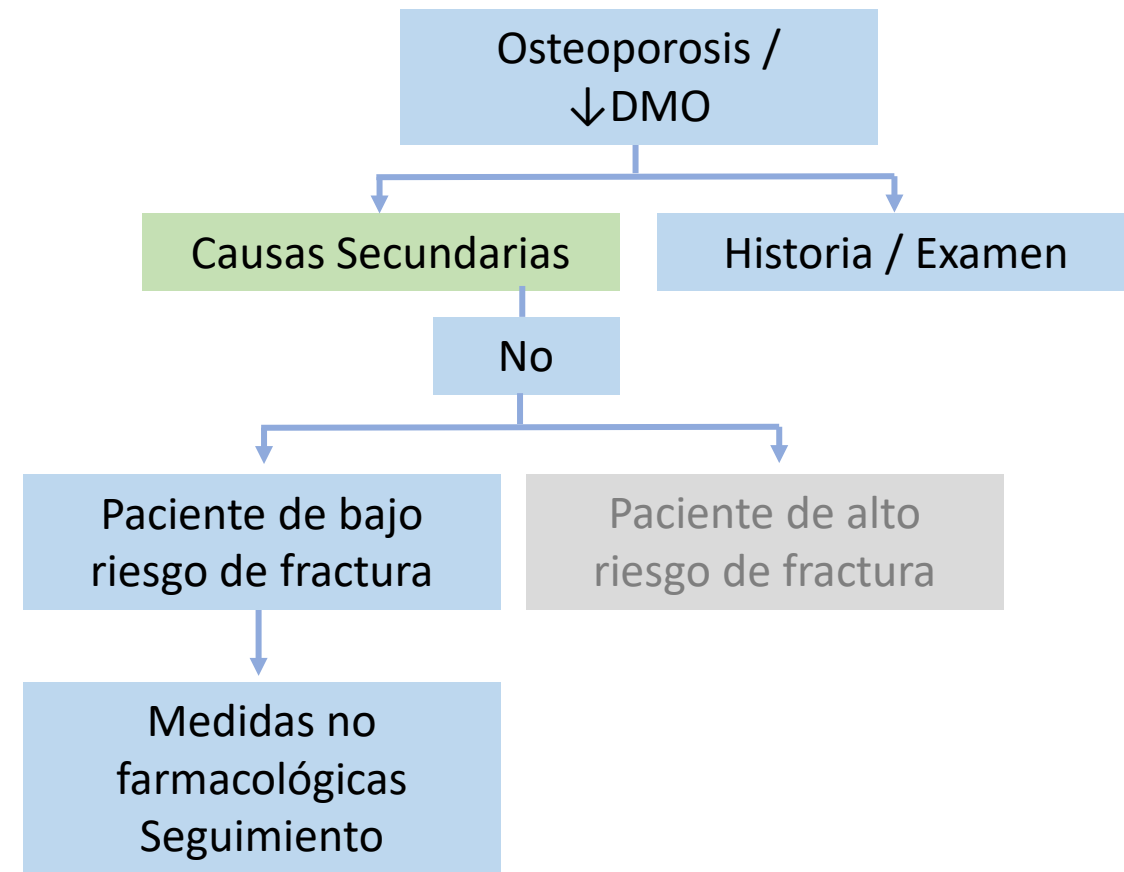 Osteoporosis /
↓DMO
Causas Secundarias
Historia / Examen
No
Paciente de bajo
riesgo de fractura
Paciente de alto
riesgo de fractura
Medidas no
farmacológicas
Seguimiento